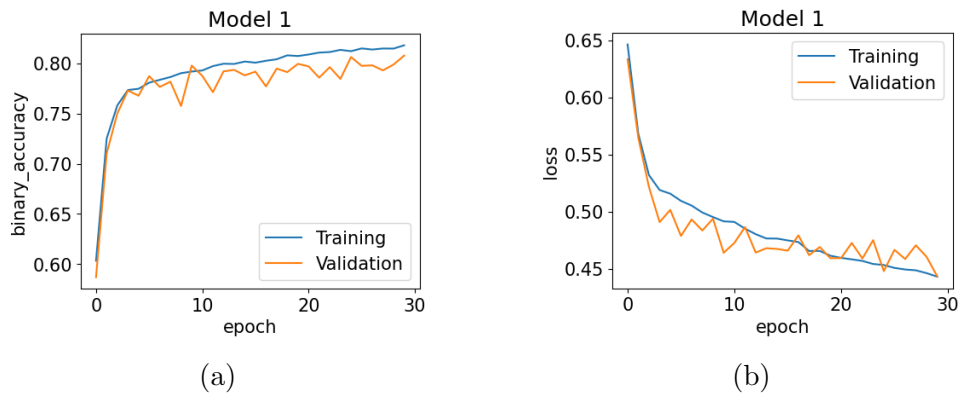 Model 1
binary_accuracy
0.80
0.75
0.70
0.65
0.60
Training
Validation
0
10
20
30
epoch
(a)
Model 1
loss
0.65
0.60
0.55
0.50
0.45
Training
Validation
0
10
20
30
epoch
(b)